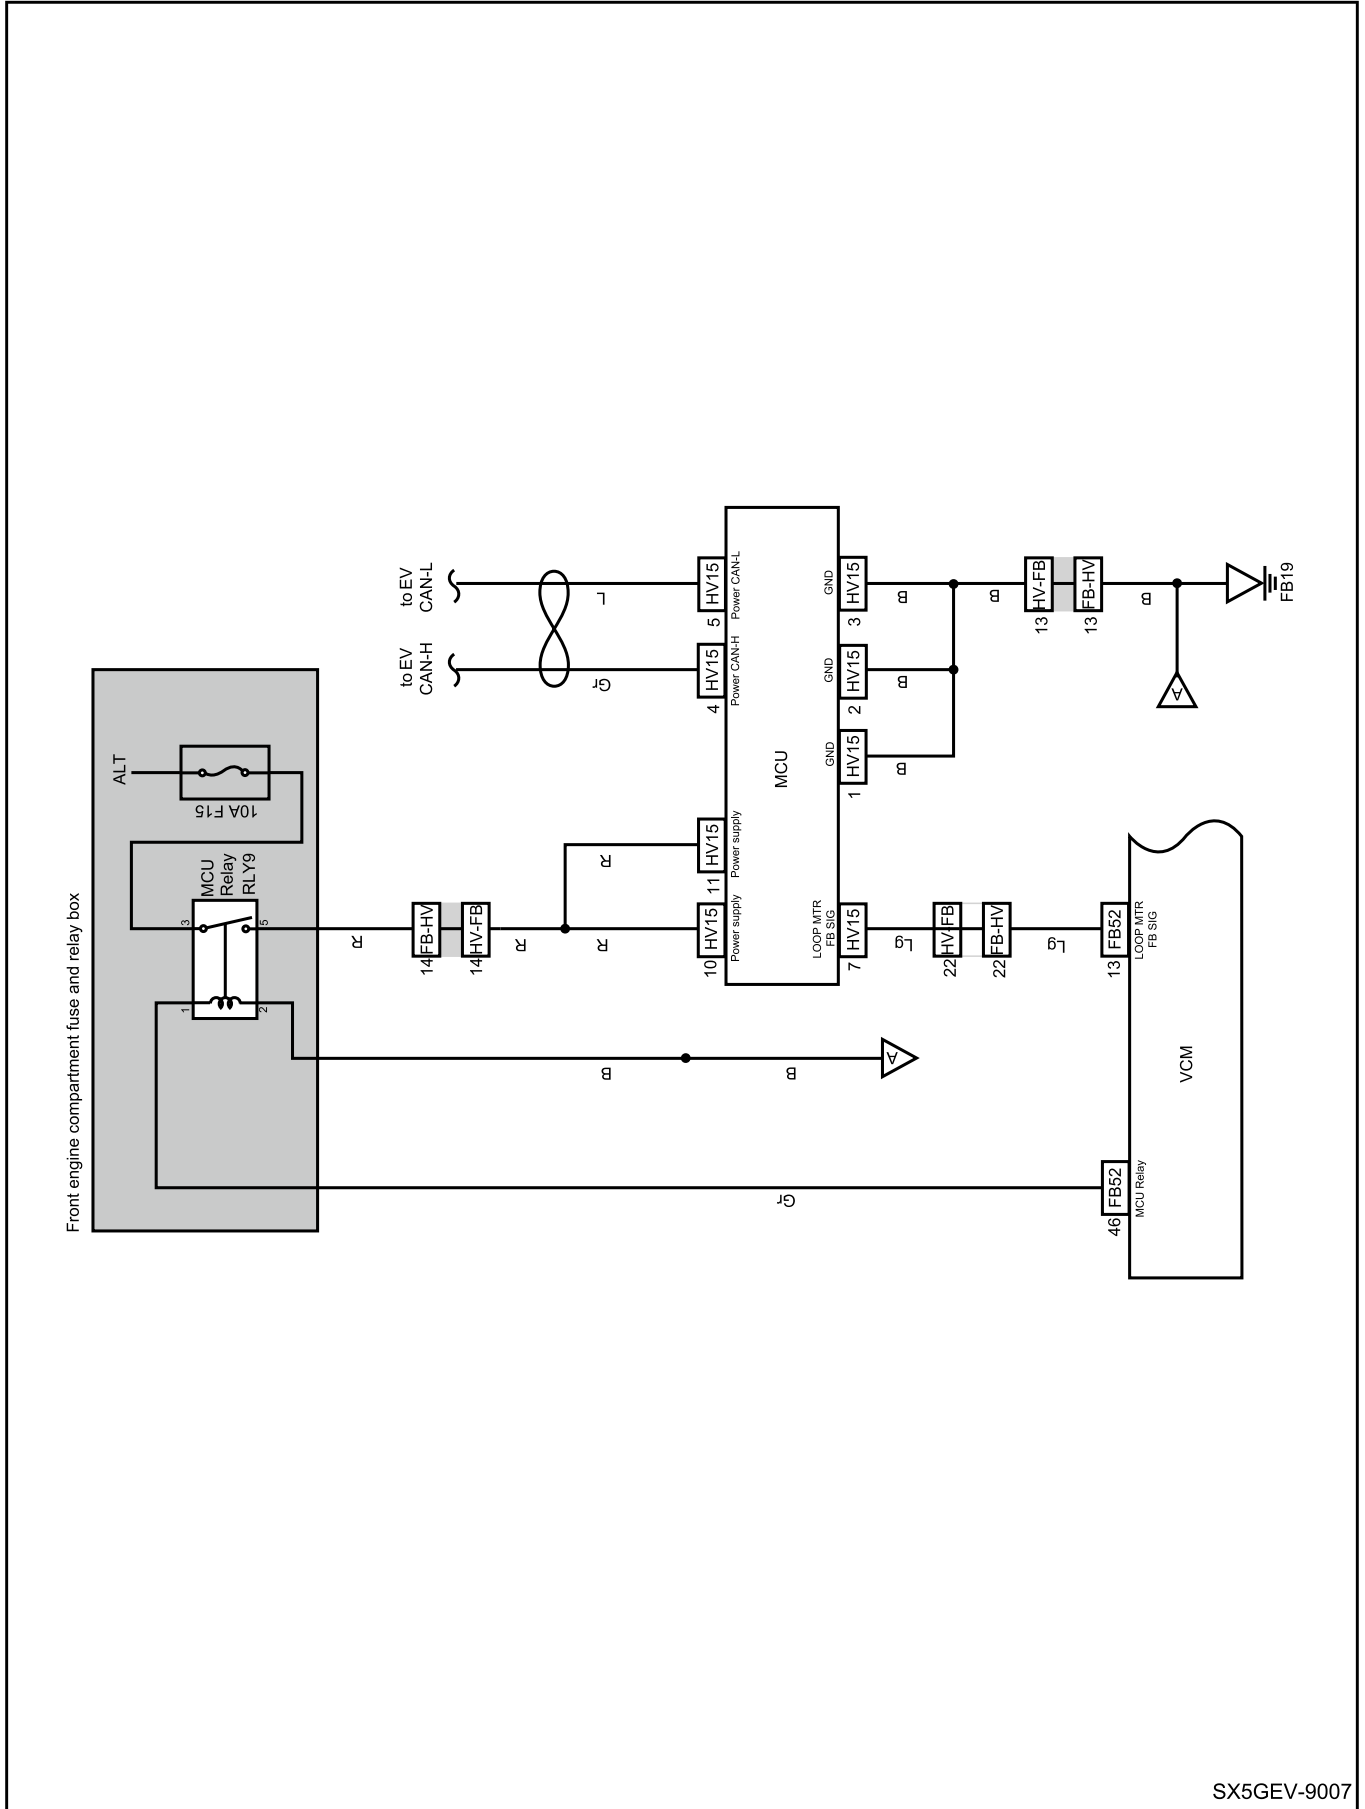 Front engine compartment fuse and relay box
ALT
10A F15
MCU
Relay
RLY9
3
5
1
2
R
14
FB-HV
14
HV-FB
R
R
R
to EV
CAN-L
to EV
CAN-H
L
Gr
5
HV15
Power CAN-L
4
HV15
Power CAN-H
11
HV15
Power supply
10
HV15
Power supply
MCU
GND
HV15
3
GND
HV15
2
GND
HV15
1
LOOP MTR
FB SIG
HV15
7
B
B
B
B
13
HV-FB
13
FB-HV
B
FB19
A
Lg
22
HV-FB
22
FB-HV
Lg
13
FB52
LOOP MTR
FB SIG
B
B
A
VCM
Gr
46
FB52
MCU Relay
SX5GEV-9007